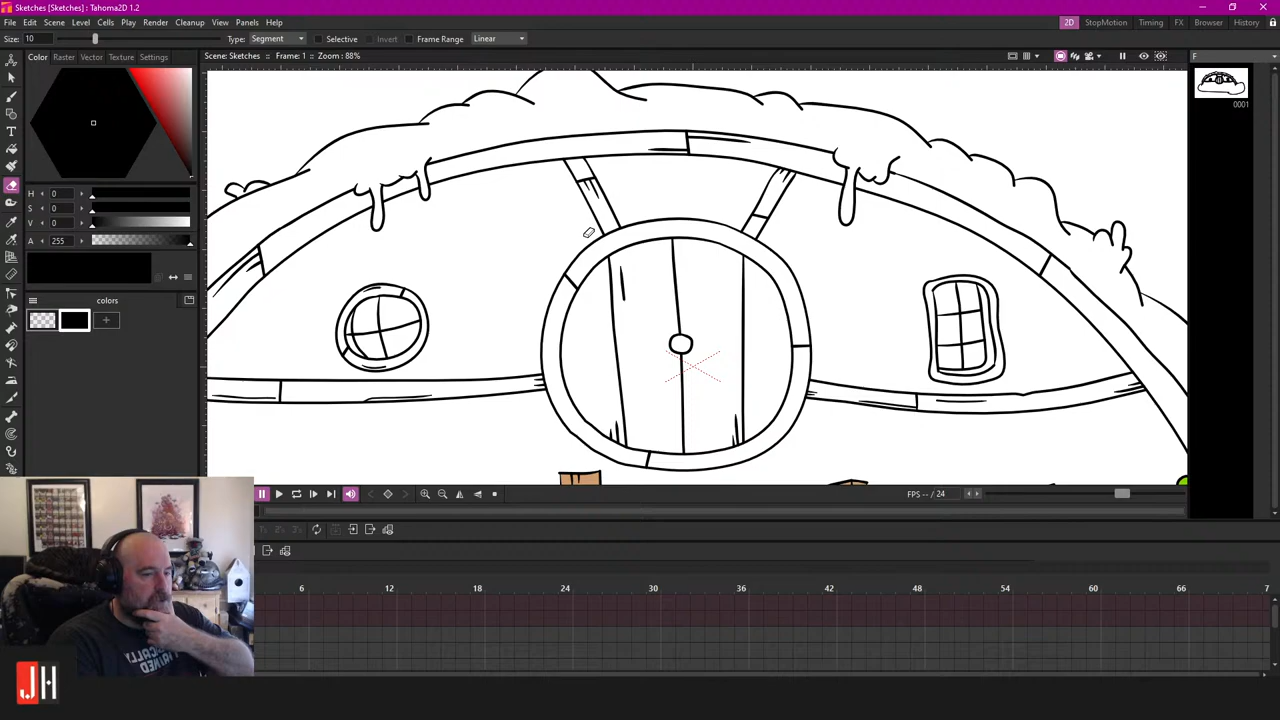 Sketches [Sketches] : Tahoma2D 1.2
File Edit Scene Level Cells Play Render Cleanup View Panels Help
2D StopMotion Timing FX Browser History
Size: 10 Type: Segment Selective Invert Frame Range Linear
Color Raster Vector Texture Settings
Scene: Sketches :: Frame: 1 :: Zoom: 88%
F
0001
H 0
S 0
V 0
A 255
colors
FPS -- / 24
6 12 18 24 30 36 42 48 54 60 66 7
JH